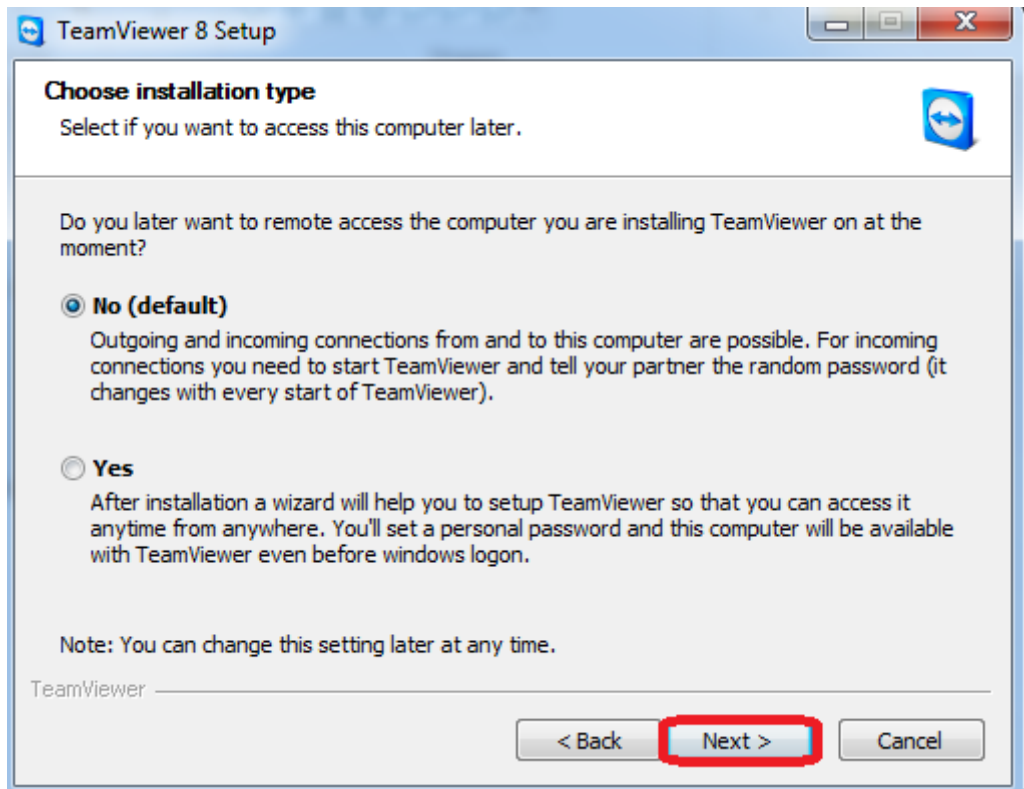 TeamViewer 8 Setup
Choose installation type
Select if you want to access this computer later.
Do you later want to remote access the computer you are installing TeamViewer on at the
moment?
No (default)
Outgoing and incoming connections from and to this computer are possible. For incoming
connections you need to start TeamViewer and tell your partner the random password (it
changes with every start of TeamViewer).
Yes
After installation a wizard will help you to setup TeamViewer so that you can access it
anytime from anywhere. You'll set a personal password and this computer will be available
with TeamViewer even before windows logon.
Note: You can change this setting later at any time.
TeamViewer
< Back Next > Cancel